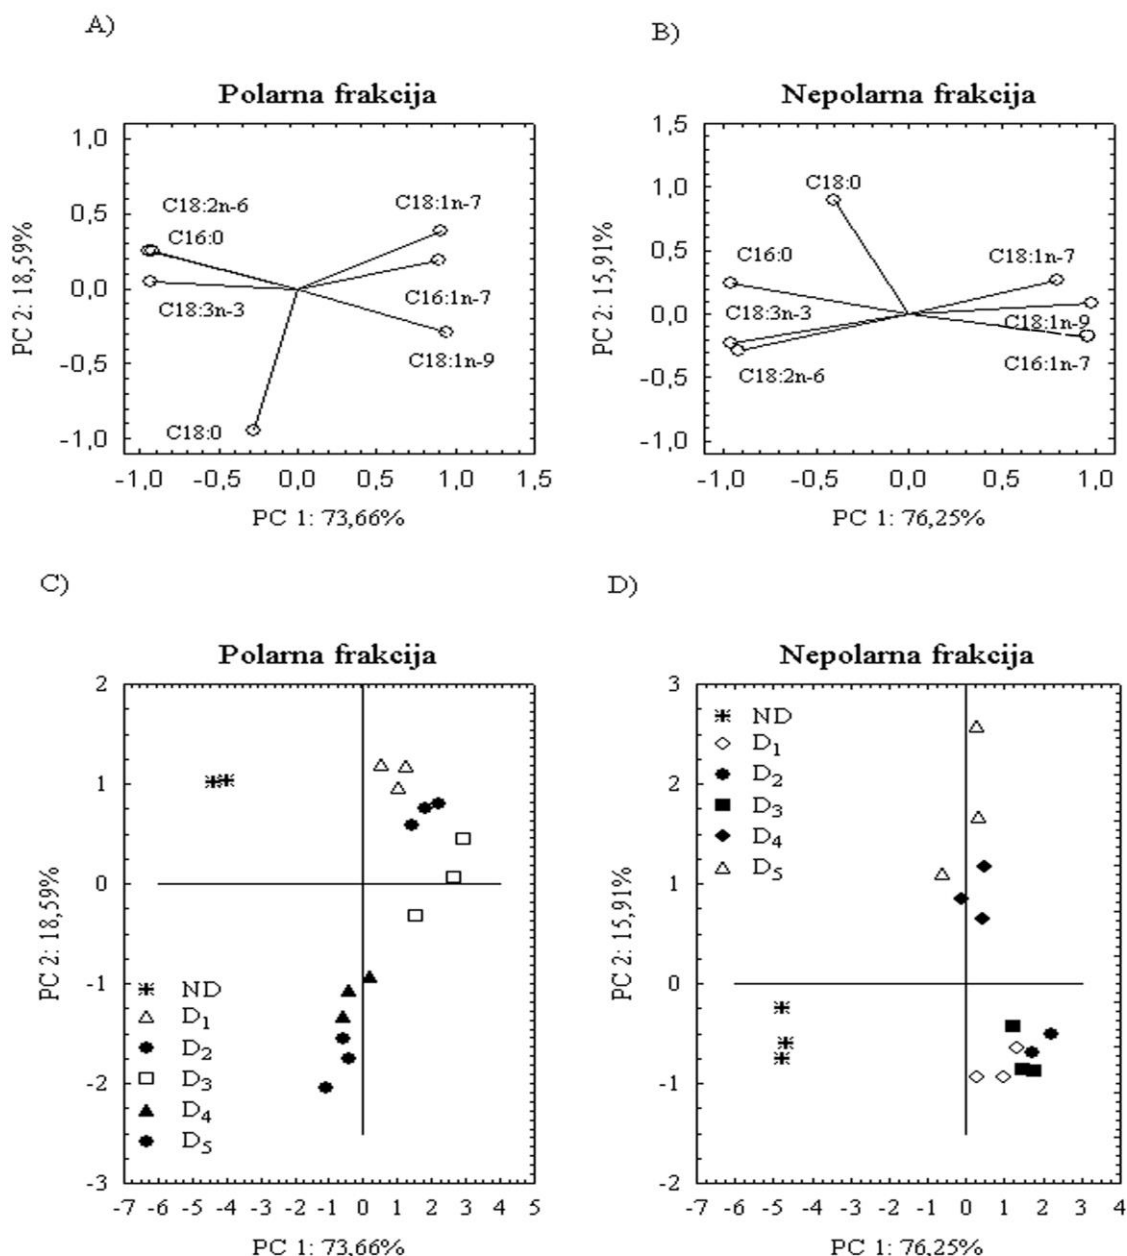 A)
Polarna frakcija
1,0
0,5
0,0
-0,5
-1,0
PC 2: 18,59%
C18:2n-6
C16:0
C18:3n-3
C18:0
C18:1n-7
C16:1n-7
C18:1n-9
-1,0 -0,5 0,0 0,5 1,0 1,5
PC 1: 73,66%
B)
Nepolarna frakcija
1,5
1,0
0,5
0,0
-0,5
-1,0
PC 2: 15,91%
C18:0
C16:0
C18:3n-3
C18:2n-6
C18:1n-7
C18:1n-9
C16:1n-7
-1,0 -0,5 0,0 0,5 1,0
PC 1: 76,25%
C)
Polarna frakcija
2
1
0
-1
-2
-3
PC 2: 18,59%
ND
D1
D2
D3
D4
D5
-7 -6 -5 -4 -3 -2 -1 0 1 2 3 4 5
PC 1: 73,66%
D)
Nepolarna frakcija
3
2
1
0
-1
-2
PC 2: 15,91%
ND
D1
D2
D3
D4
D5
-7 -6 -5 -4 -3 -2 -1 0 1 2 3 4
PC 1: 76,25%